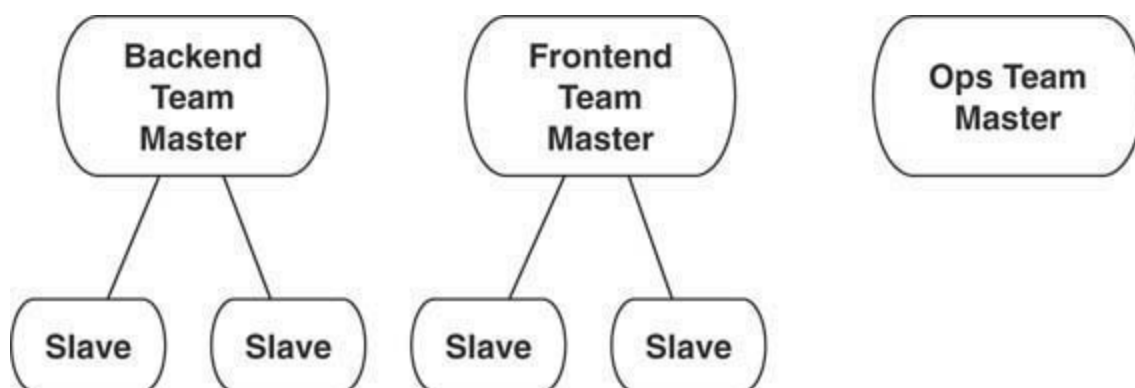 Backend
Team
Master
Frontend
Team
Master
Ops Team
Master
Slave
Slave
Slave
Slave